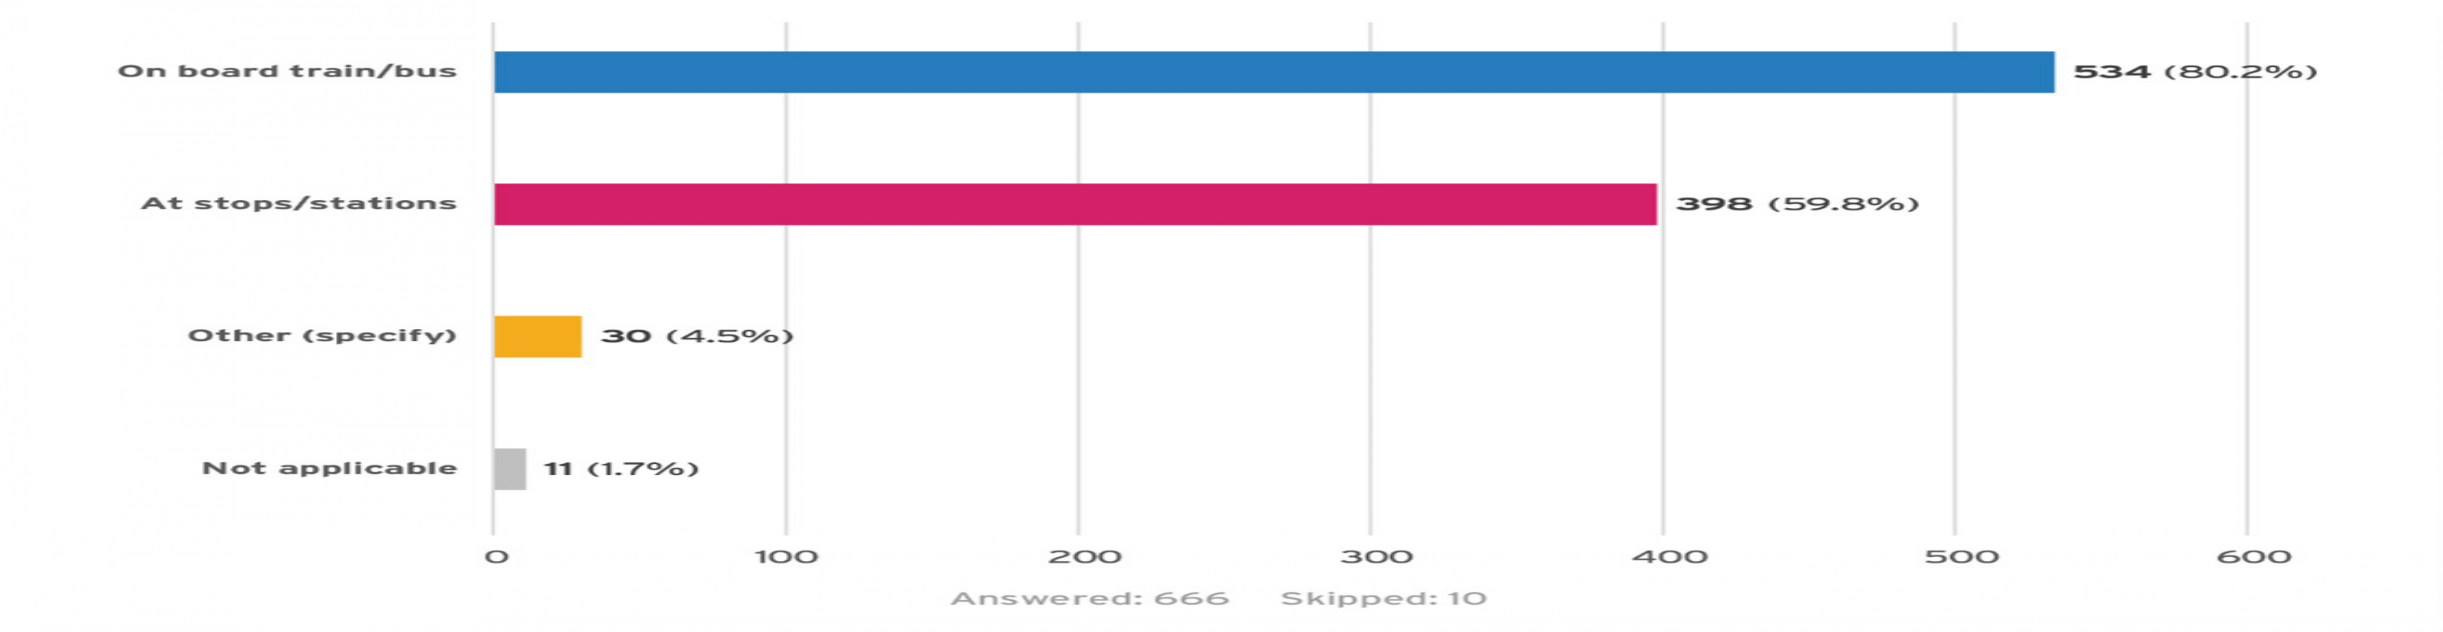 On board train/bus 534 (80.2%)
At stops/stations 398 (59.8%)
Other (specify) 30 (4.5%)
Not applicable 11 (1.7%)
0 100 200 300 400 500 600
Answered: 666 Skipped: 10